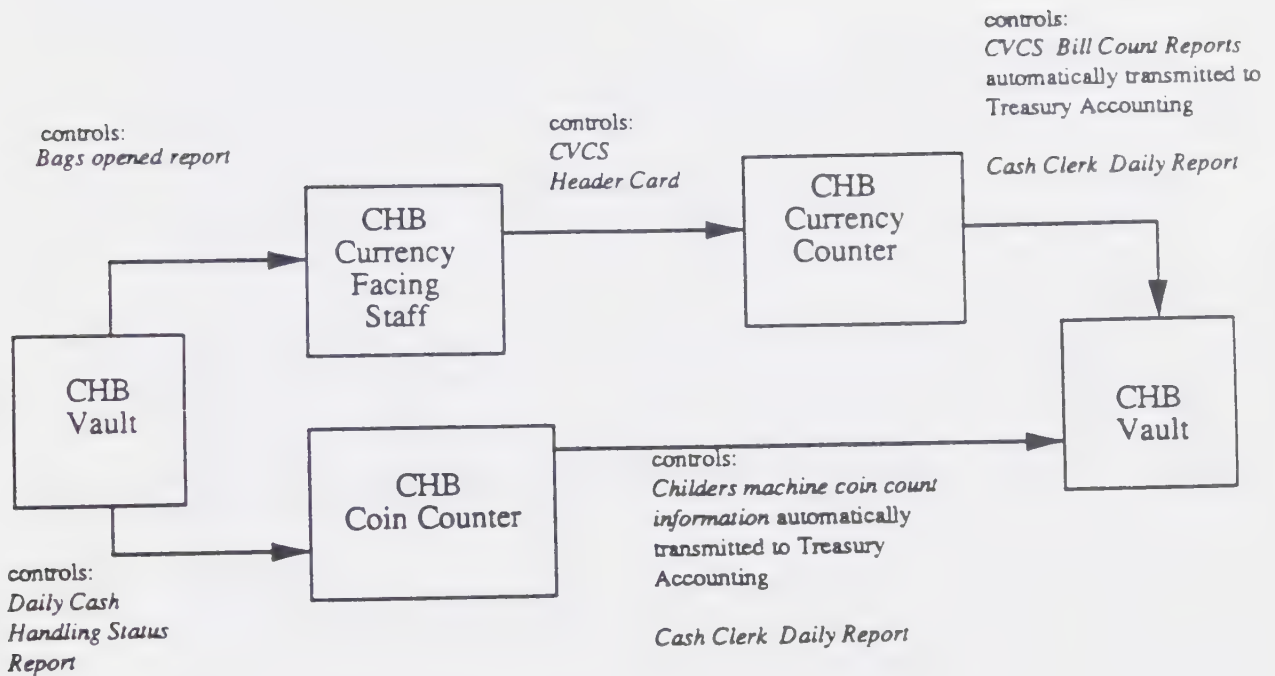 controls:
CVCS Bill Count Reports
automatically transmitted to
Treasury Accounting
Cash Clerk Daily Report
controls:
Bags opened report
controls:
CVCS
Header Card
CHB
Currency
Facing
Staff
CHB
Currency
Counter
CHB
Vault
CHB
Vault
CHB
Coin Counter
controls:
Childers machine coin count
information automatically
transmitted to Treasury
Accounting
Cash Clerk Daily Report
controls:
Daily Cash
Handling Status
Report